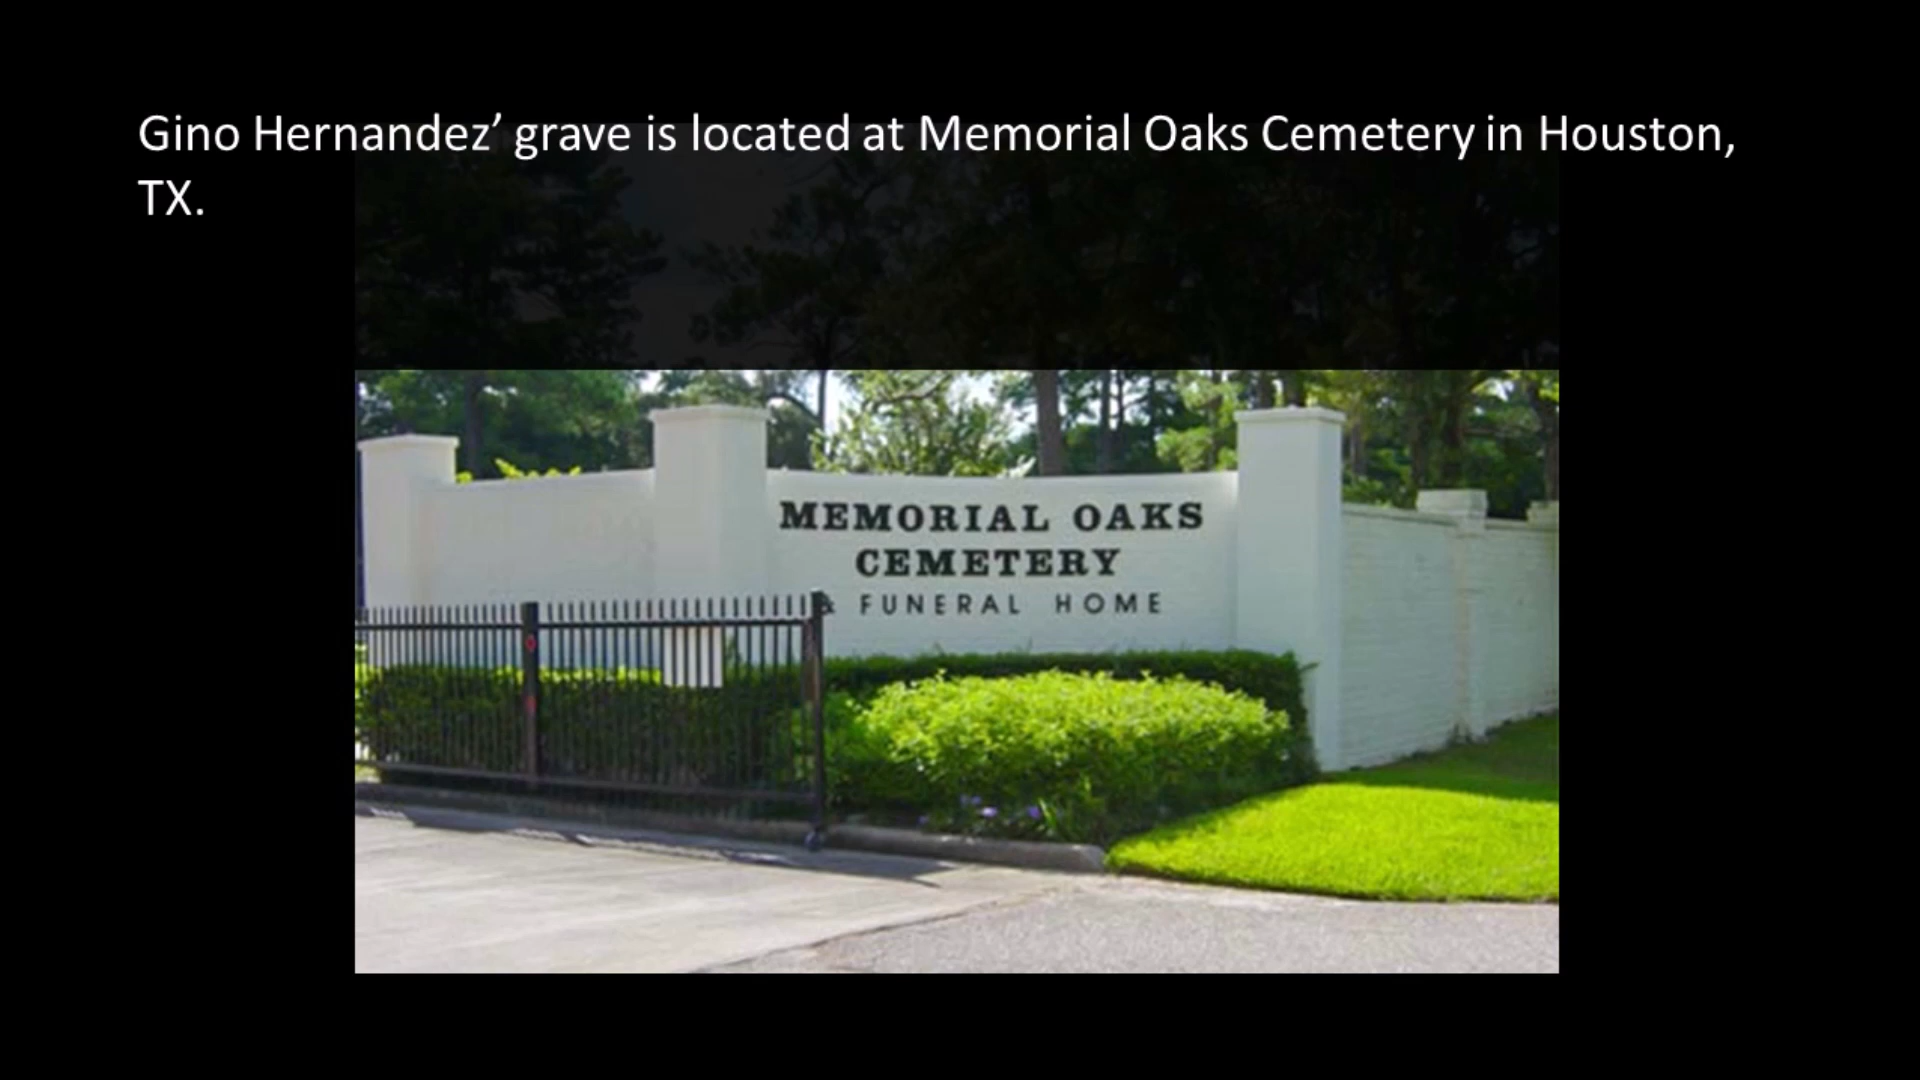 Gino Hernandez’ grave is located at Memorial Oaks Cemetery in Houston,
TX.
MEMORIAL OAKS
CEMETERY
& FUNERAL HOME